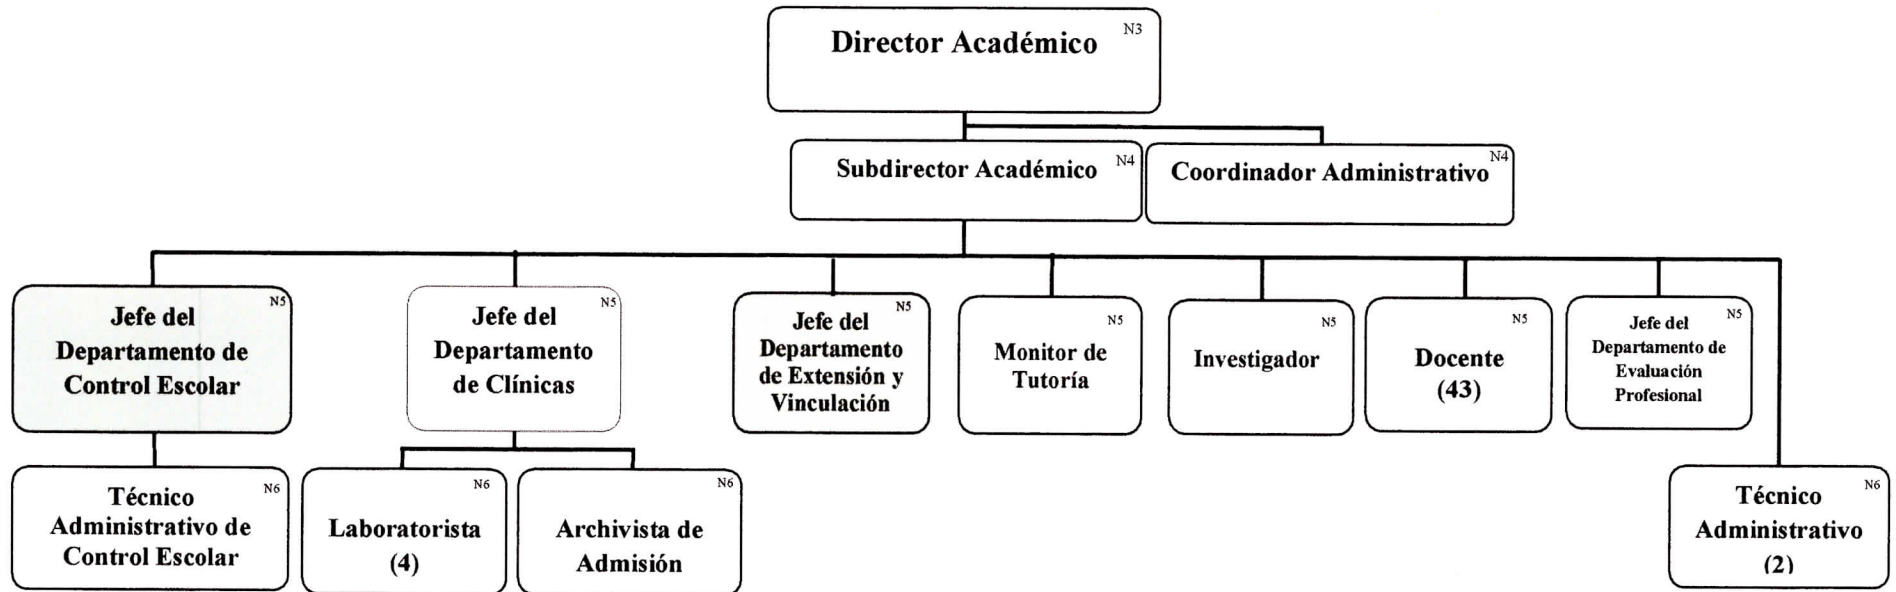 Director Académico N3
Subdirector Académico N4
Coordinador Administrativo N4
Jefe del N5
Departamento de
Control Escolar
Jefe del N5
Departamento
de Clínicas
Jefe del N5
Departamento
de Extensión y
Vinculación
N5
Monitor de
Tutoría
N5
Investigador
N5
Docente
(43)
Jefe del N5
Departamento de
Evaluación
Profesional
Técnico N6
Administrativo de
Control Escolar
N6
Laboratorista
(4)
N6
Archivista de
Admisión
Técnico N6
Administrativo
(2)